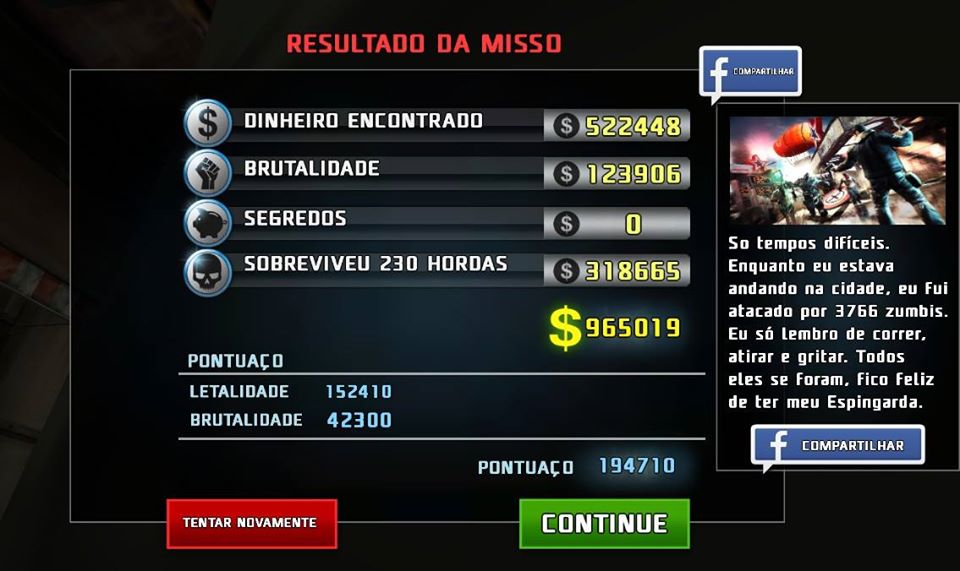 RESULTADO DA MISSO
f COMPARTILHAR
$ DINHEIRO ENCONTRADO $ 522448
BRUTALIDADE $ 123906
SEGREDOS $ 0
SOBREVIVEU 230 HORDAS $ 318665
$ 965019
PONTUAÇO
LETALIDADE 152410
BRUTALIDADE 42300
PONTUAÇO 194710
TENTAR NOVAMENTE
CONTINUE
So tempos difíceis.
Enquanto eu estava
andando na cidade, eu fui
atacado por 3766 zumbis.
Eu só lembro de correr,
atirar e gritar. Todos
eles se foram, fico feliz
de ter meu Espingarda.
f COMPARTILHAR